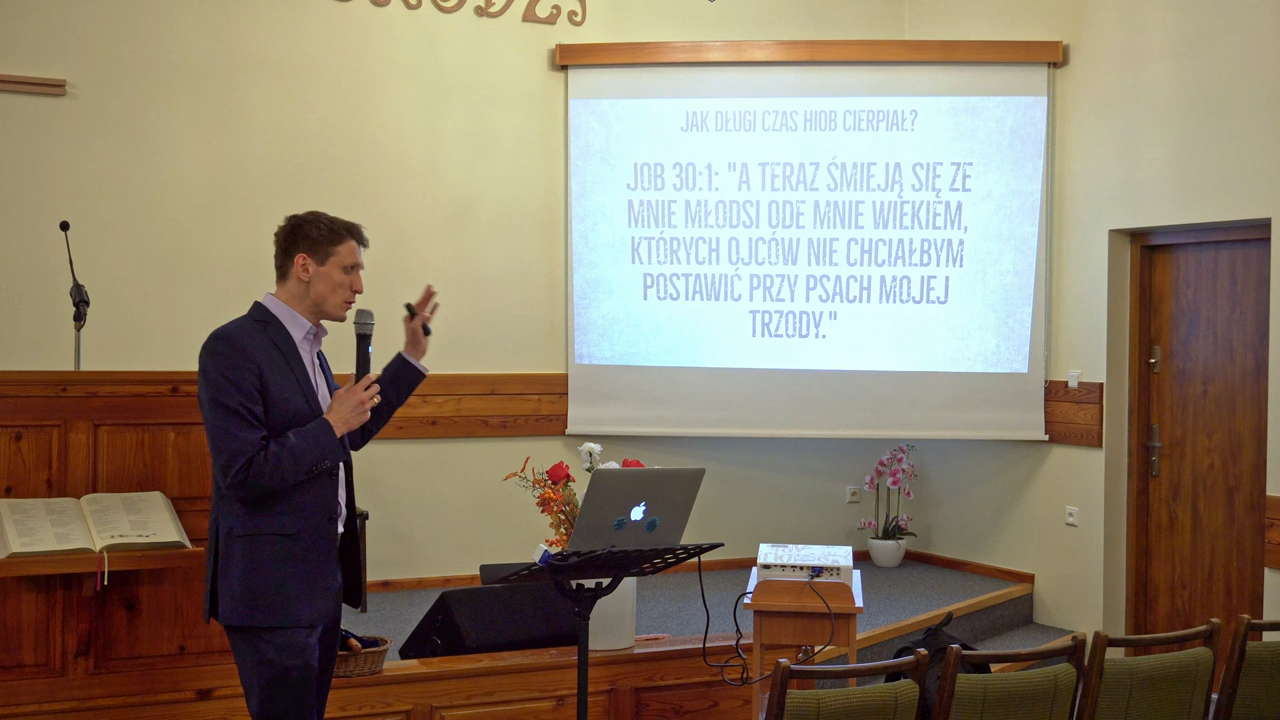 JAK DŁUGI CZAS HIOB CIERPIAŁ?
JOB 30:1: "A TERAZ ŚMIEJĄ SIĘ ZE
MNIE MŁODSI ODE MNIE WIEKIEM,
KTÓRYCH OJCÓW NIE CHCIAŁBYM
POSTAWIĆ PRZY PSACH MOJEJ
TRZODY."